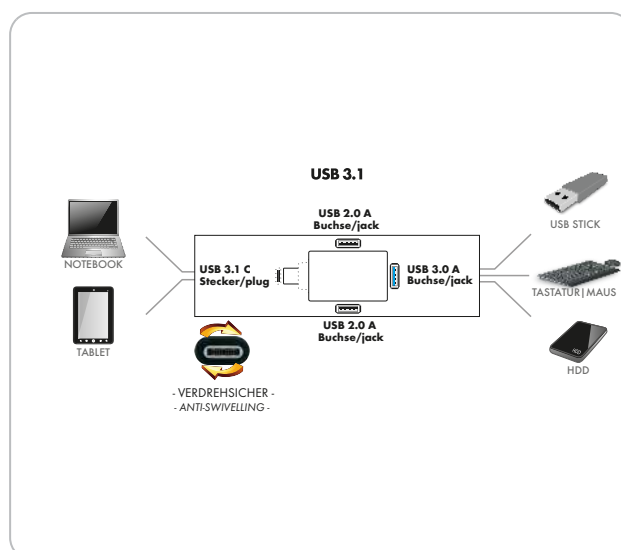 USB 3.1
USB 2.0 A
Buchse/jack
NOTEBOOK
USB 3.1 C
Stecker/plug
USB 3.0 A
Buchse/jack
USB STICK
TASTATUR|MAUS
TABLET
USB 2.0 A
Buchse/jack
HDD
- VERDREHSICHER -
- ANTI-SWIVELLING -